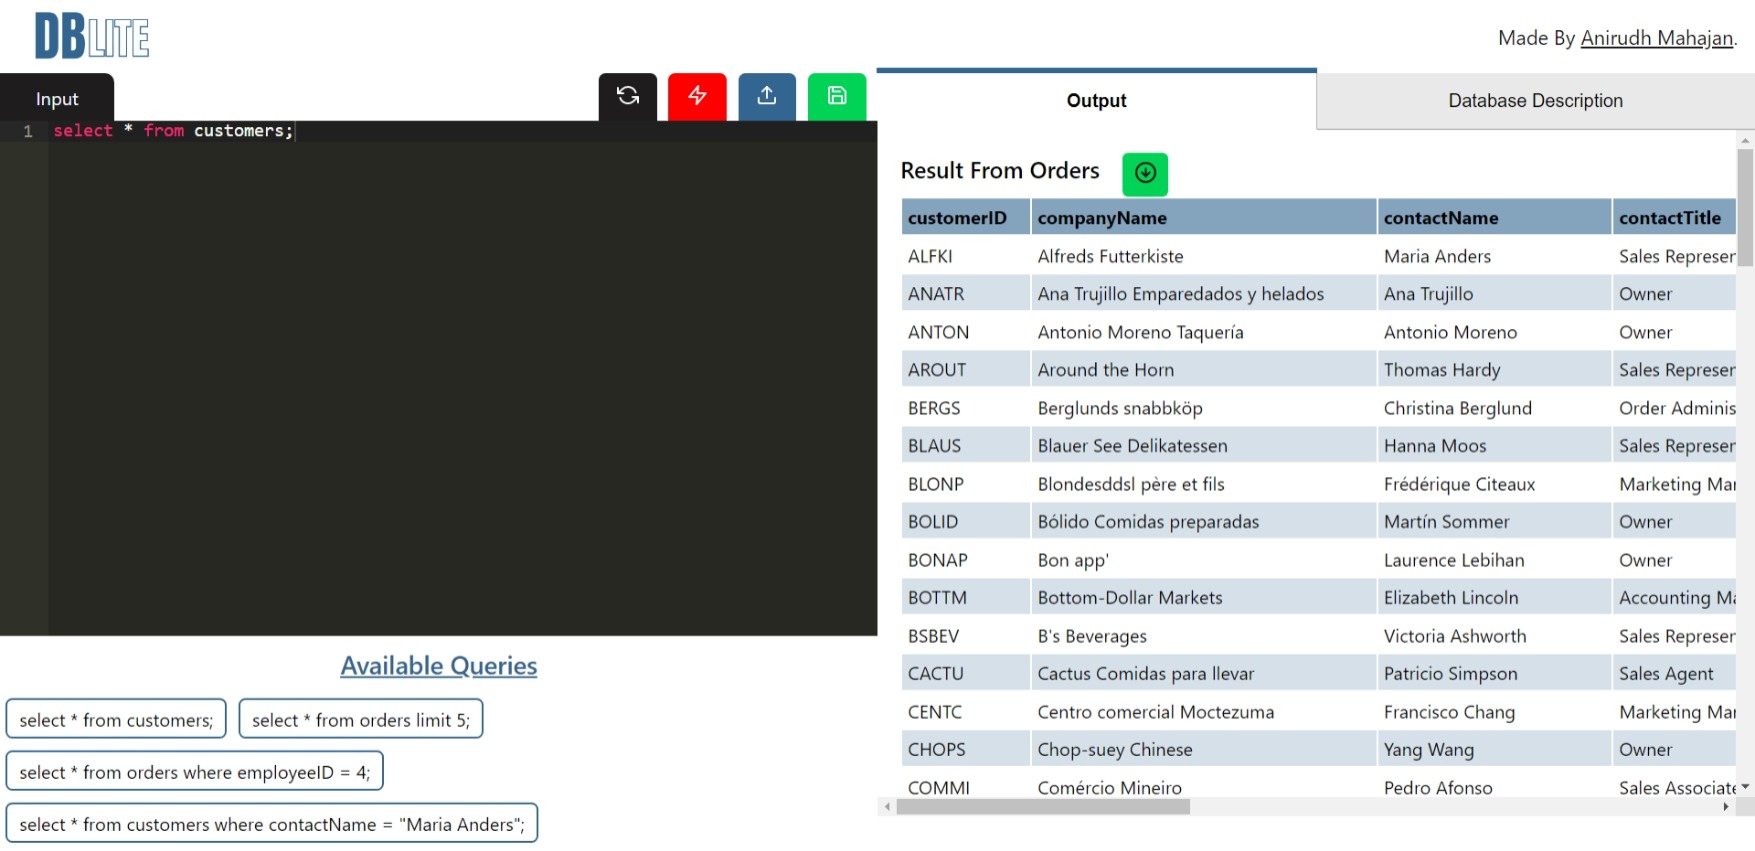 DBLITE
Made By Anirudh Mahajan.
Input
1 select * from customers;
Output
Database Description
Result From Orders
customerID companyName contactName contactTitle
ALFKI Alfreds Futterkiste Maria Anders Sales Represer
ANATR Ana Trujillo Emparedados y helados Ana Trujillo Owner
ANTON Antonio Moreno Taquería Antonio Moreno Owner
AROUT Around the Horn Thomas Hardy Sales Represer
BERGS Berglunds snabbköp Christina Berglund Order Adminis
BLAUS Blauer See Delikatessen Hanna Moos Sales Represer
BLONP Blondesddsl père et fils Frédérique Citeaux Marketing Mar
BOLID Bólido Comidas preparadas Martín Sommer Owner
BONAP Bon app' Laurence Lebihan Owner
BOTTM Bottom-Dollar Markets Elizabeth Lincoln Accounting Ma
BSBEV B's Beverages Victoria Ashworth Sales Represer
CACTU Cactus Comidas para llevar Patricio Simpson Sales Agent
CENTC Centro comercial Moctezuma Francisco Chang Marketing Mar
CHOPS Chop-suey Chinese Yang Wang Owner
COMMI Comércio Mineiro Pedro Afonso Sales Associate
Available Queries
select * from customers; select * from orders limit 5;
select * from orders where employeeID = 4;
select * from customers where contactName = "Maria Anders";